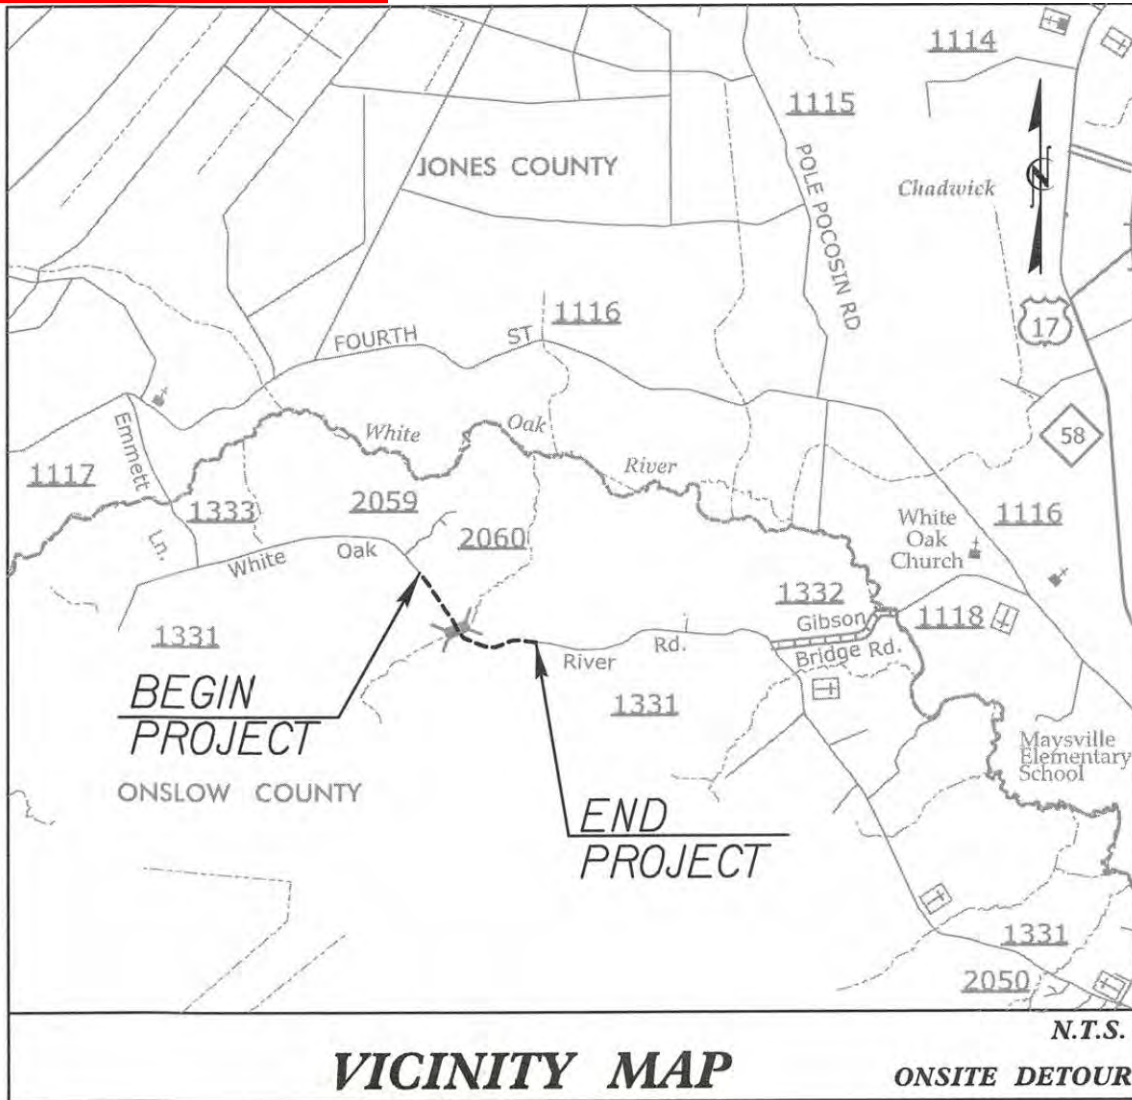 1114
1115
JONES COUNTY
POLE POCOSIN RD
Chadwick
N
17
1116
FOURTH ST
58
White Oak River
Emmett Ln.
1117
1333
2059
2060
White Oak
1116
White
Oak
Church
1332
Gibson
Bridge Rd.
1118
1331
River Rd.
1331
BEGIN
PROJECT
ONSLOW COUNTY
Maysville
Elementary
School
END
PROJECT
1331
2050
N.T.S.
VICINITY MAP
ONSITE DETOUR